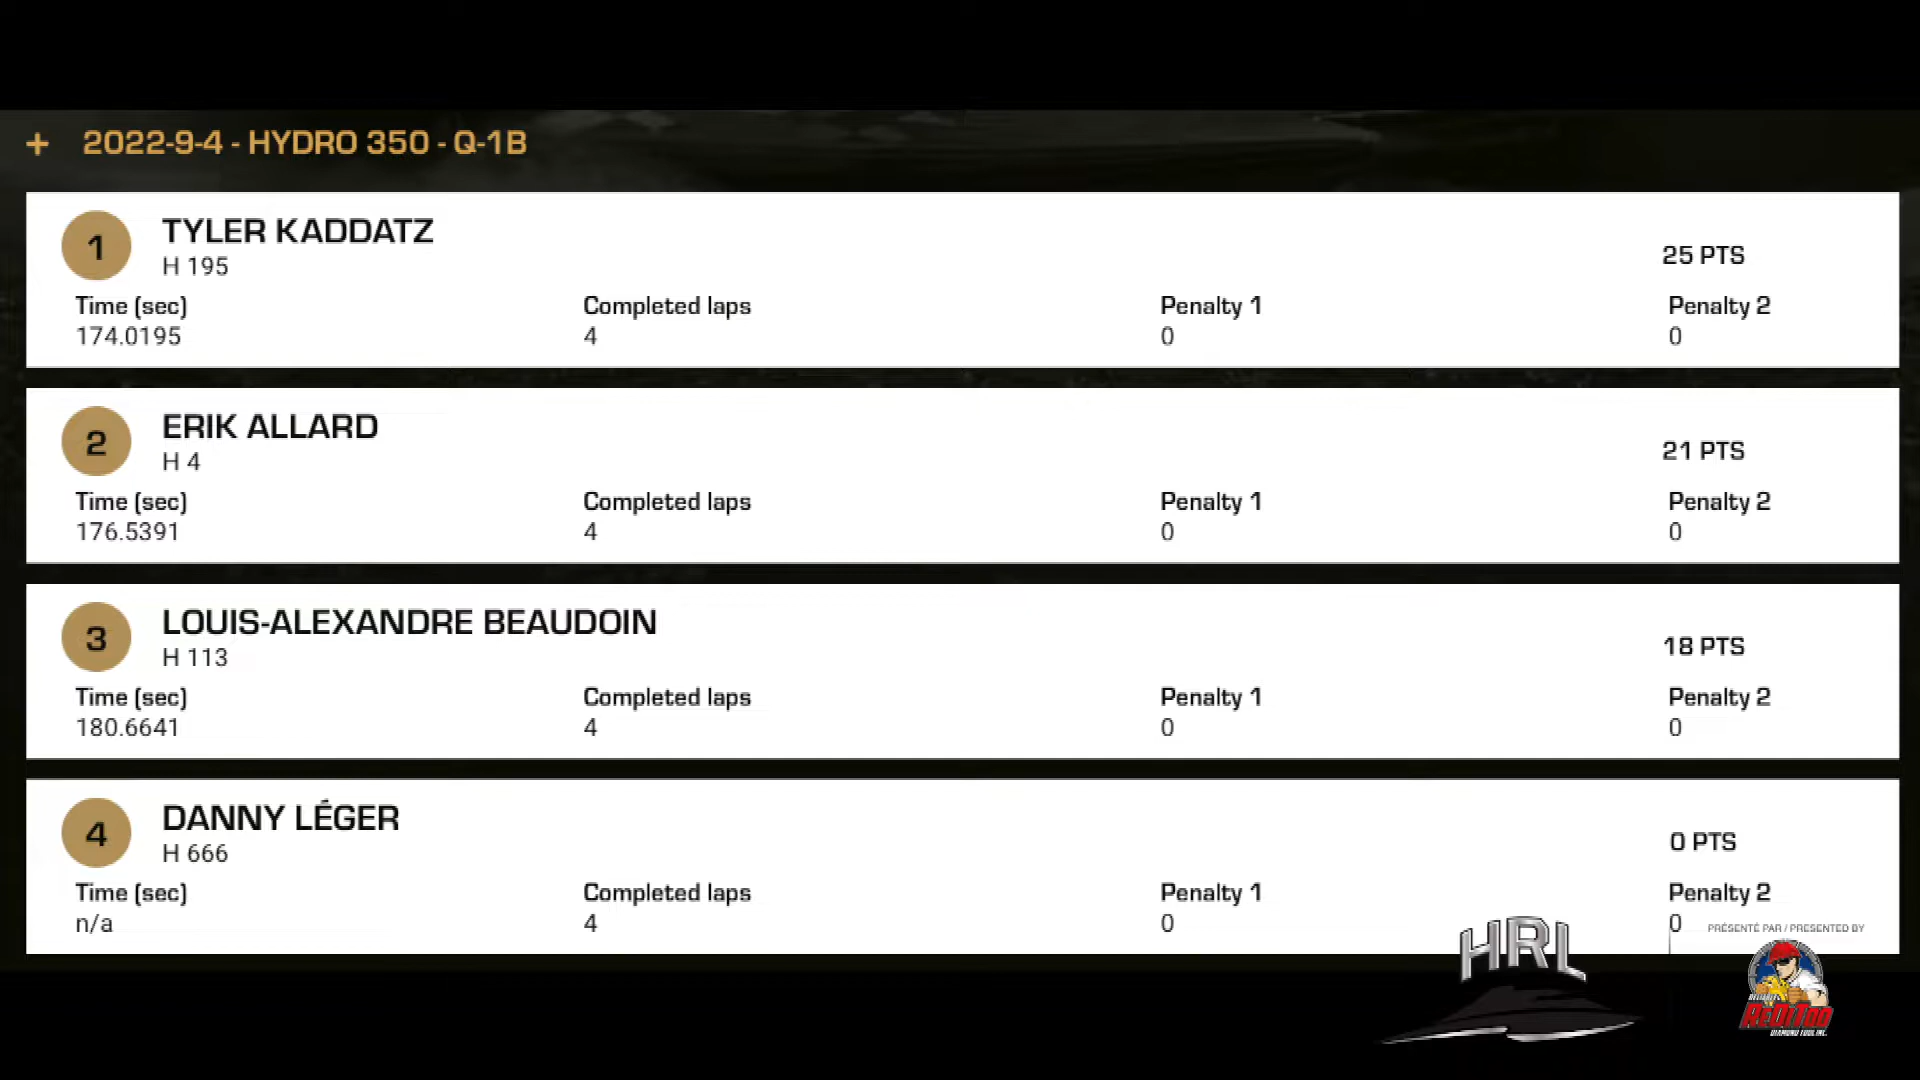 + 2022-9-4 - HYDRO 350 - Q-1B
1 TYLER KADDATZ
H 195
25 PTS
Time (sec) Completed laps Penalty 1 Penalty 2
174.0195 4 0 0
2 ERIK ALLARD
H 4
21 PTS
Time (sec) Completed laps Penalty 1 Penalty 2
176.5391 4 0 0
3 LOUIS-ALEXANDRE BEAUDOIN
H 113
18 PTS
Time (sec) Completed laps Penalty 1 Penalty 2
180.6641 4 0 0
4 DANNY LÉGER
H 666
0 PTS
Time (sec) Completed laps Penalty 1 Penalty 2
n/a 4 0 0
HRL
PRÉSENTÉ PAR / PRESENTED BY
DIAMOND TOOL INC.